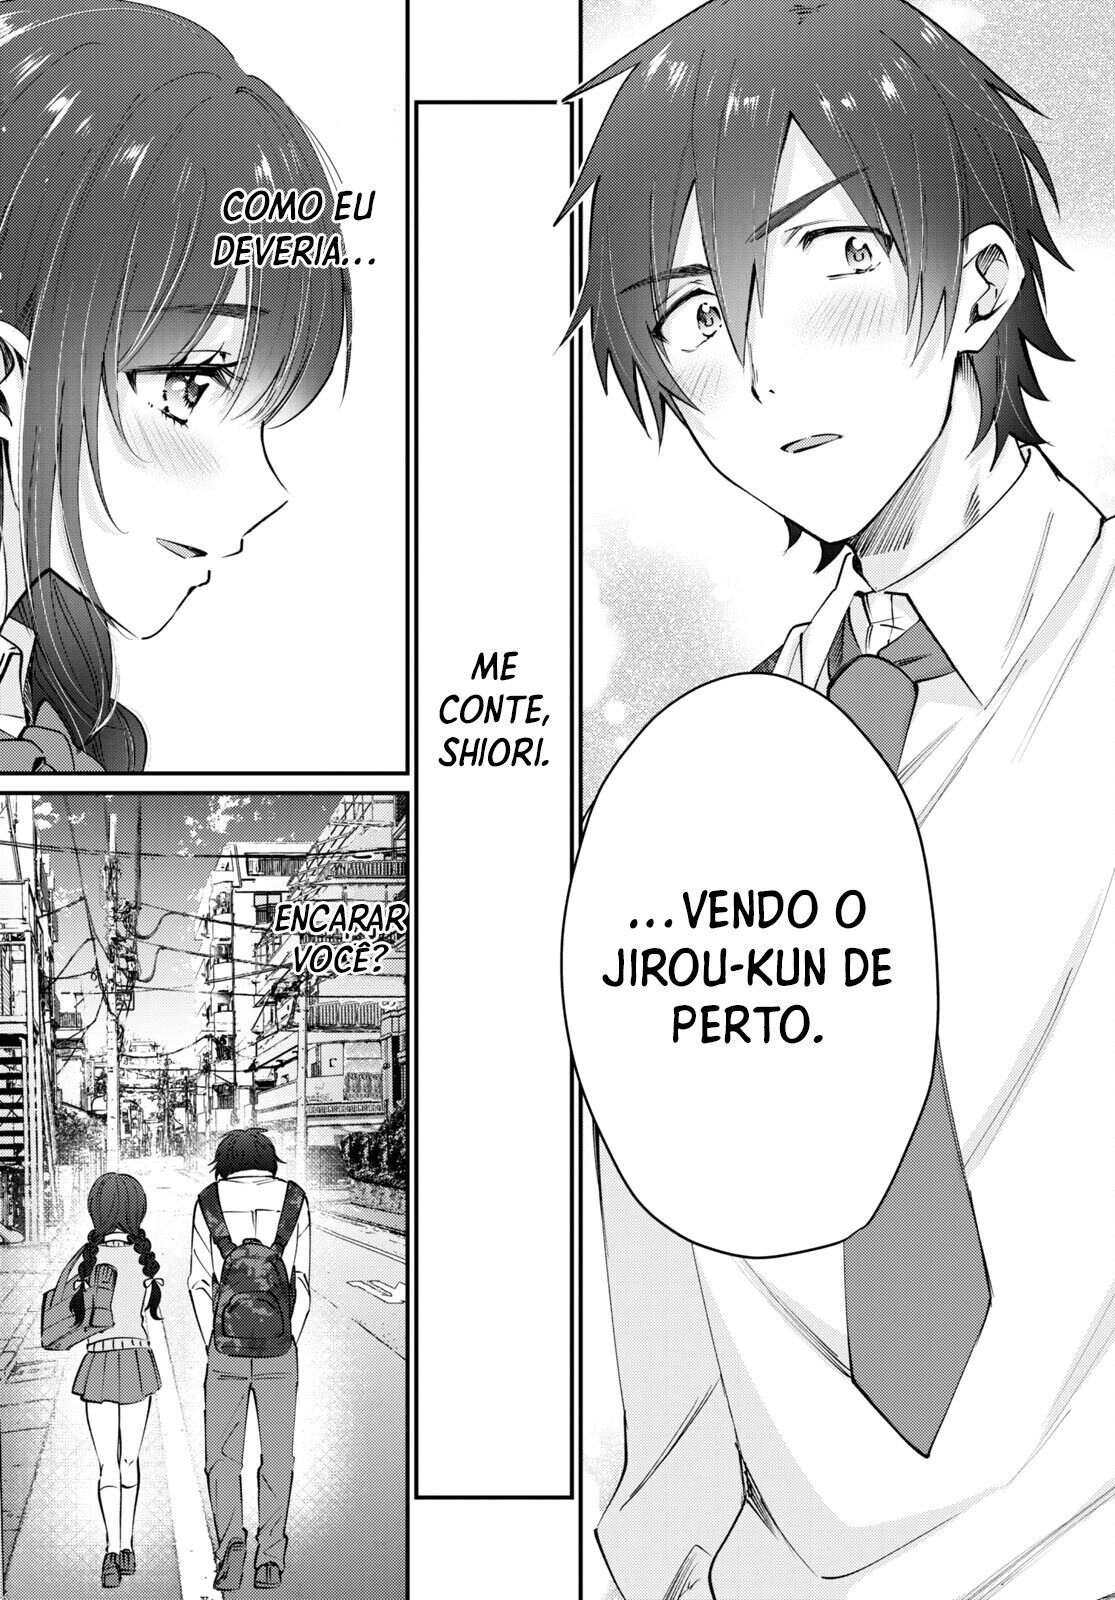 ...VENDO O
JIROU-KUN DE
PERTO.
ME
CONTE,
SHIORI.
COMO EU
DEVERIA...
ENCARAR
VOCÊ?